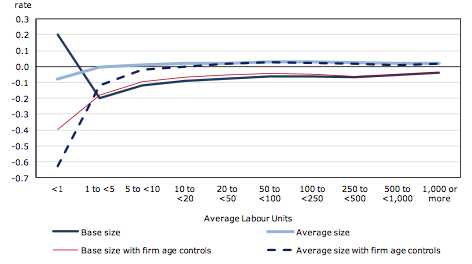 rate
0.3
0.2
0.1
0.0
-0.1
-0.2
-0.3
-0.4
-0.5
-0.6
-0.7
<1 1 to <5 5 to <10 10 to <20 20 to <50 50 to <100 100 to <250 250 to <500 500 to <1,000 1,000 or more
Average Labour Units
Base size Average size
Base size with firm age controls Average size with firm age controls